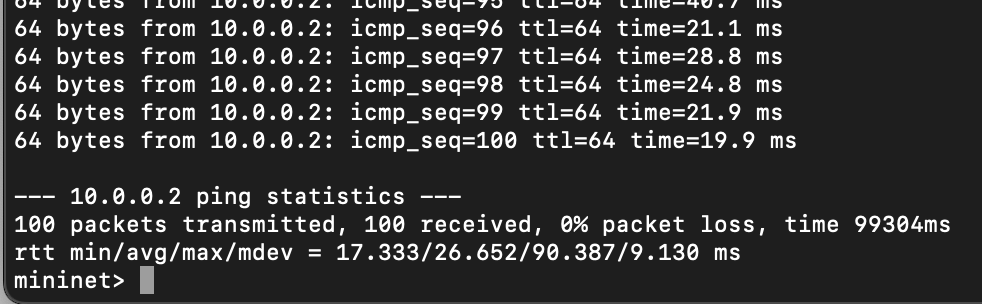 64 bytes from 10.0.0.2: icmp_seq=95 ttl=64 time=40.7 ms
64 bytes from 10.0.0.2: icmp_seq=96 ttl=64 time=21.1 ms
64 bytes from 10.0.0.2: icmp_seq=97 ttl=64 time=28.8 ms
64 bytes from 10.0.0.2: icmp_seq=98 ttl=64 time=24.8 ms
64 bytes from 10.0.0.2: icmp_seq=99 ttl=64 time=21.9 ms
64 bytes from 10.0.0.2: icmp_seq=100 ttl=64 time=19.9 ms
--- 10.0.0.2 ping statistics ---
100 packets transmitted, 100 received, 0% packet loss, time 99304ms
rtt min/avg/max/mdev = 17.333/26.652/90.387/9.130 ms
mininet>